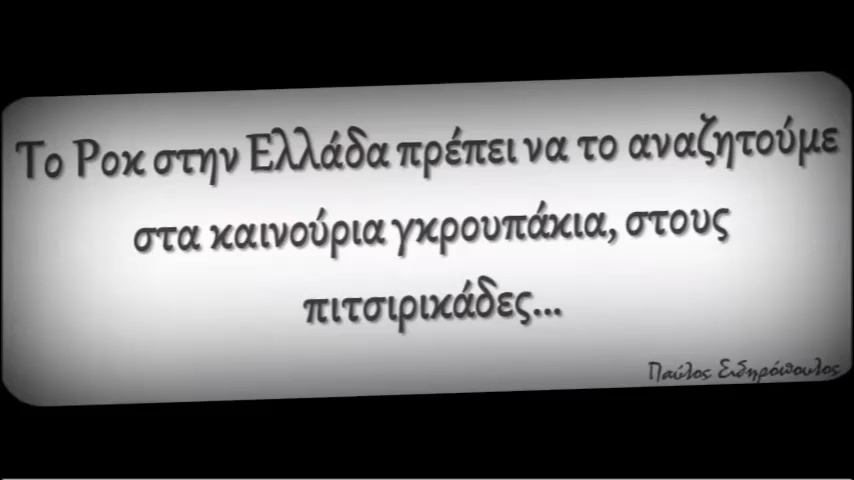 Το Ροκ στην Ελλάδα πρέπει να το αναζητούμε
στα καινούρια γκρουπάκια, στους
πιτσιρικάδες...
Παύλος Σιδηρόπουλος